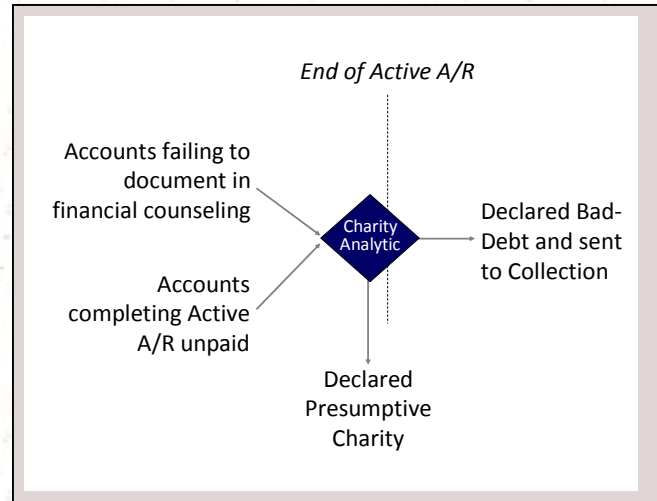 End of Active A/R
Accounts failing to
document in
financial counseling
Charity
Analytic
Declared Bad-
Debt and sent
to Collection
Accounts
completing Active
A/R unpaid
Declared
Presumptive
Charity